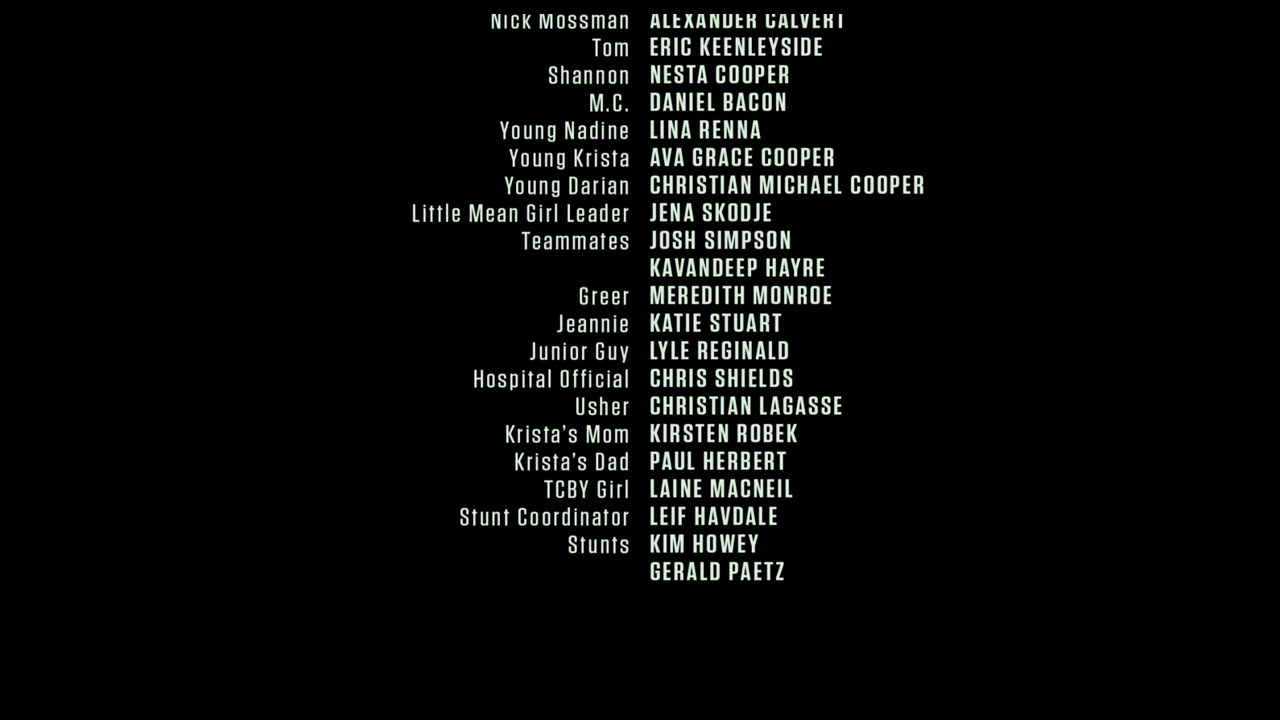 Nick Mossman ALEXANDER CALVERT
Tom ERIC KEENLEYSIDE
Shannon NESTA COOPER
M.C. DANIEL BACON
Young Nadine LINA RENNA
Young Krista AVA GRACE COOPER
Young Darian CHRISTIAN MICHAEL COOPER
Little Mean Girl Leader JENA SKODJE
Teammates JOSH SIMPSON
KAVANDEEP HAYRE
Greer MEREDITH MONROE
Jeannie KATIE STUART
Junior Guy LYLE REGINALD
Hospital Official CHRIS SHIELDS
Usher CHRISTIAN LAGASSE
Krista's Mom KIRSTEN ROBEK
Krista's Dad PAUL HERBERT
TCBY Girl LAINE MACNEIL
Stunt Coordinator LEIF HAVDALE
Stunts KIM HOWEY
GERALD PAETZ